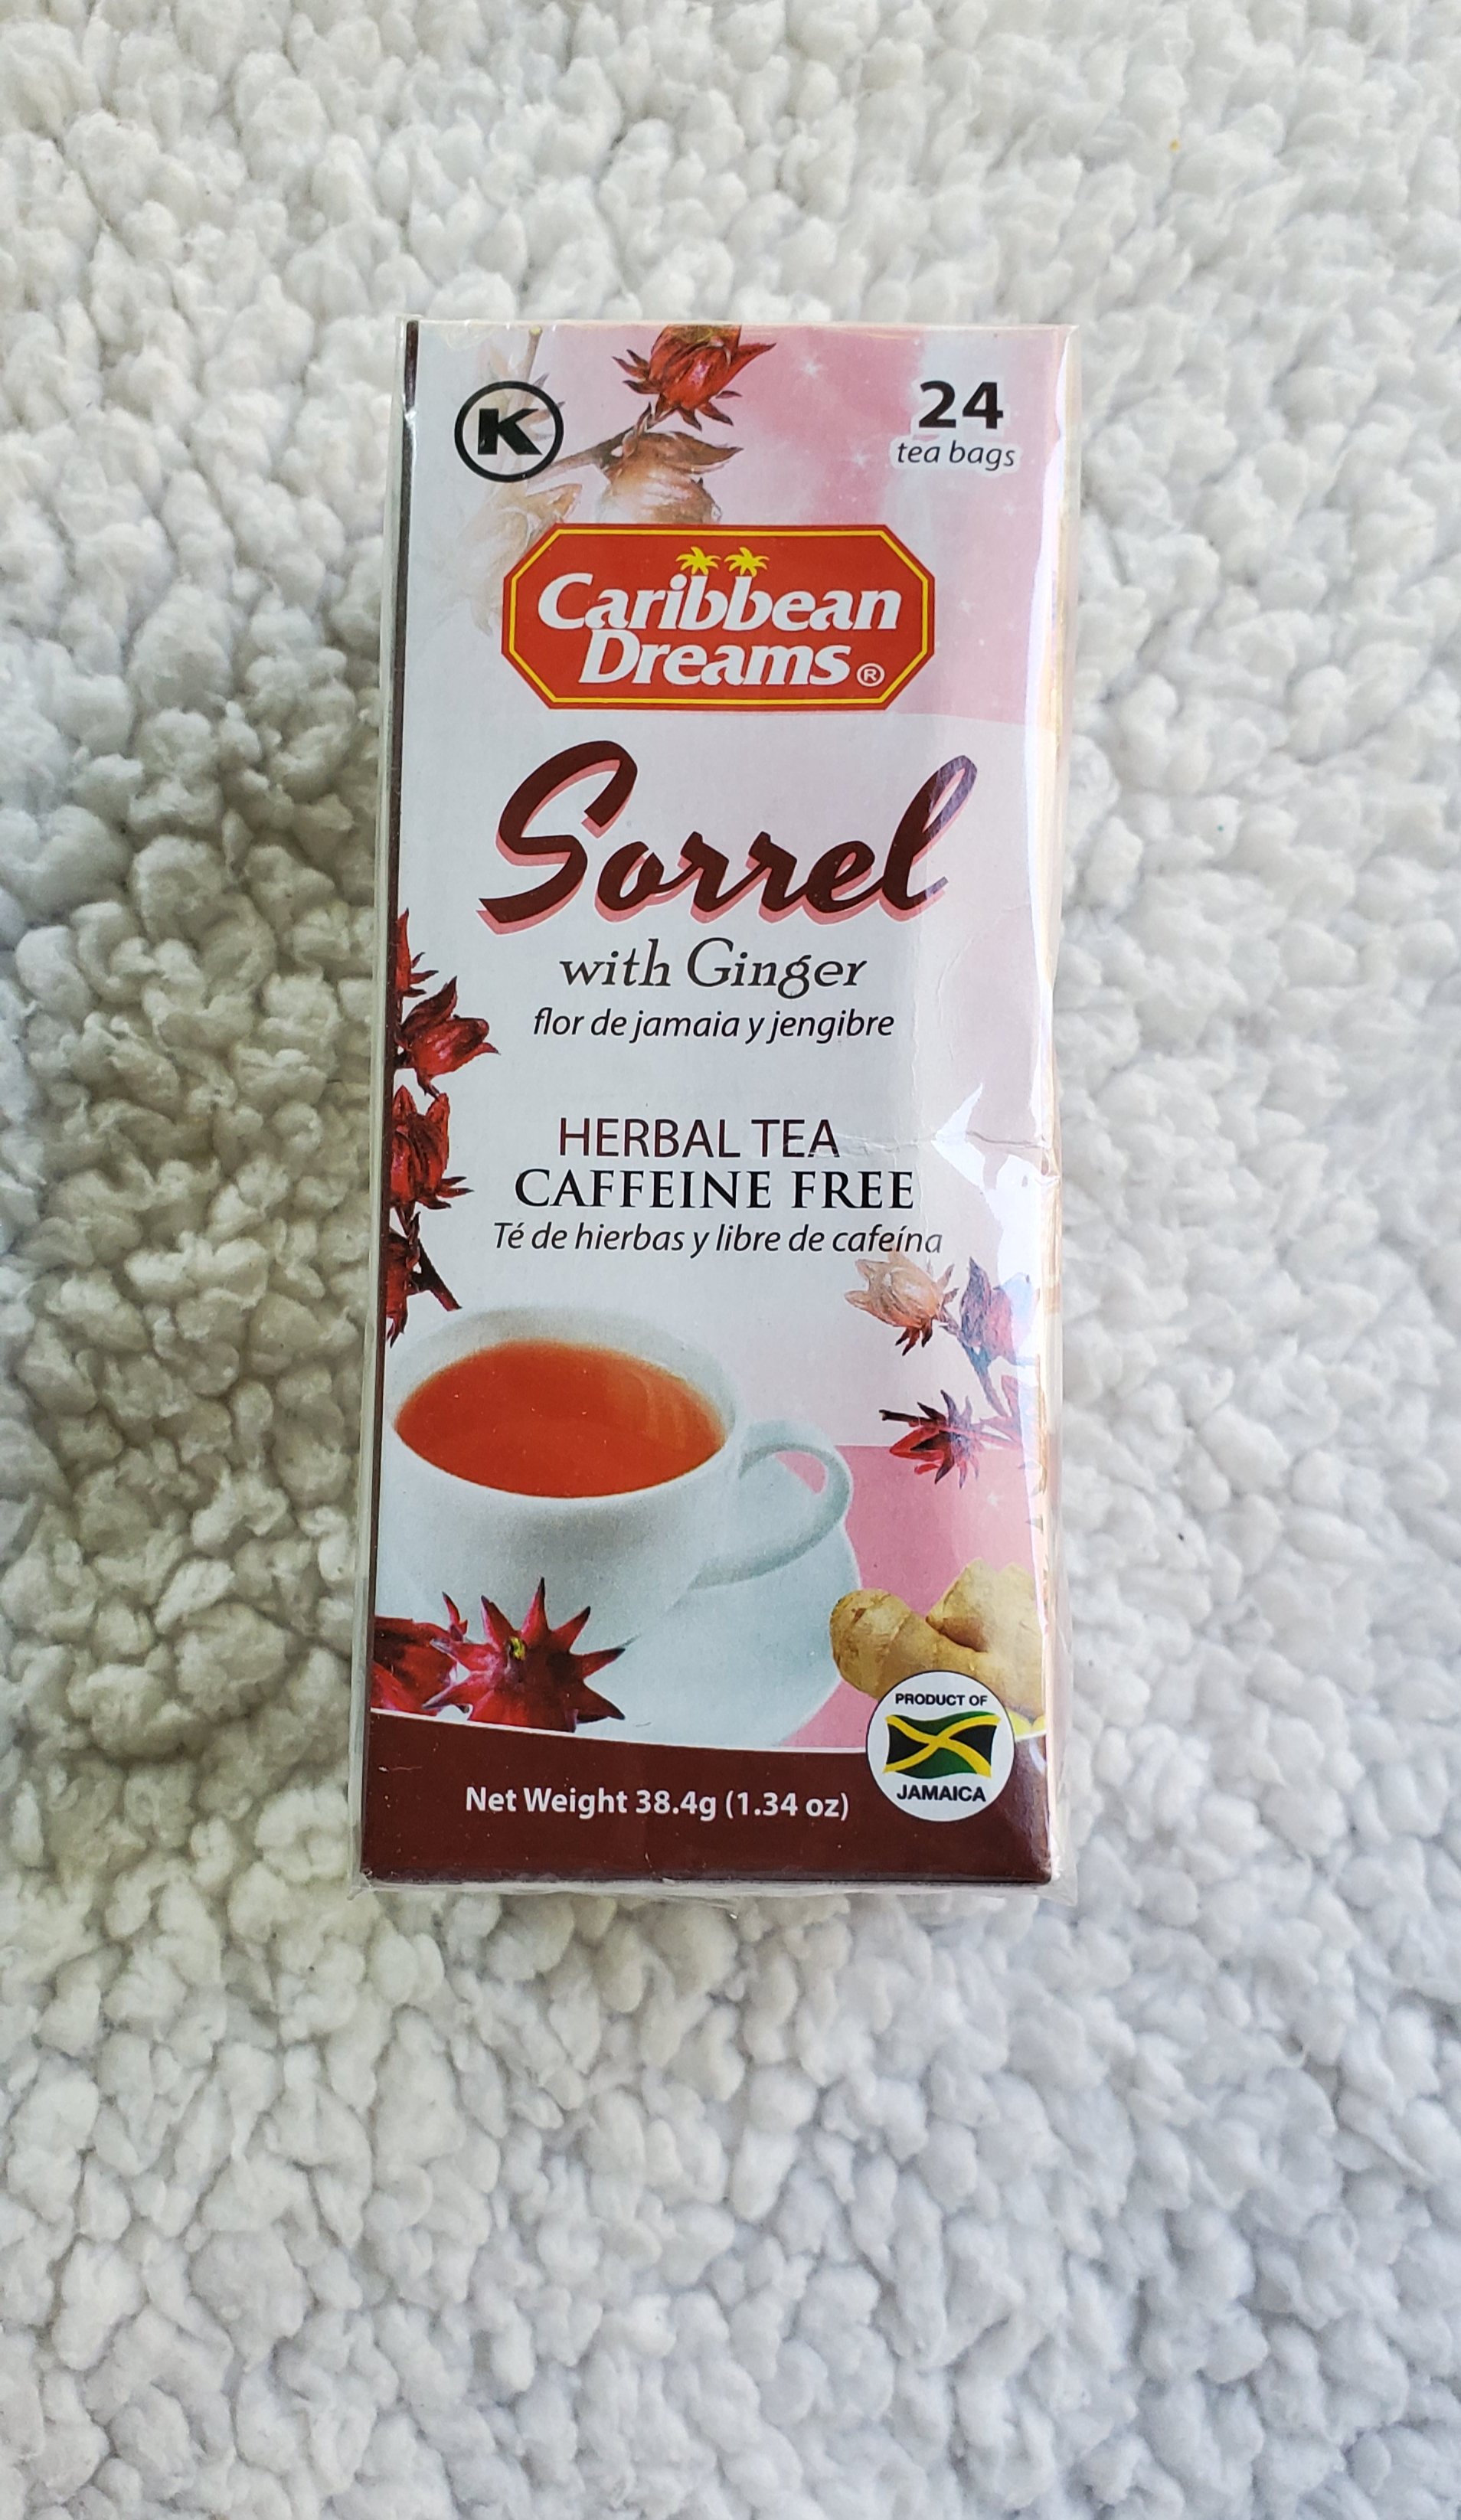 K
24
tea bags
Caribbean
Dreams®
Sorrel
with Ginger
flor de jamaia y jengibre
HERBAL TEA
CAFFEINE FREE
Té de hierbas y libre de cafeína
PRODUCT OF
JAMAICA
Net Weight 38.4g (1.34 oz)